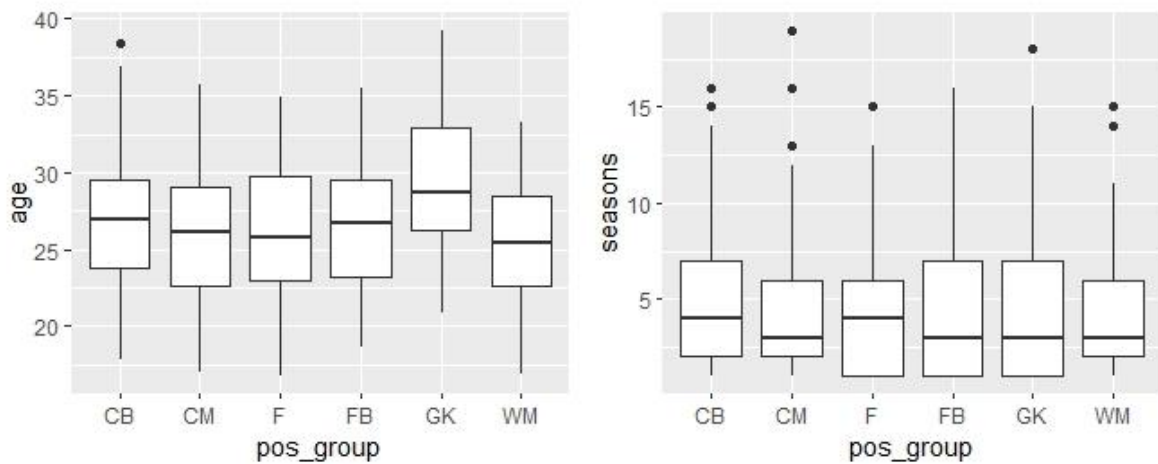 age
40
35
30
25
20
CB CM F FB GK WM
pos_group
seasons
15
10
5
CB CM F FB GK WM
pos_group